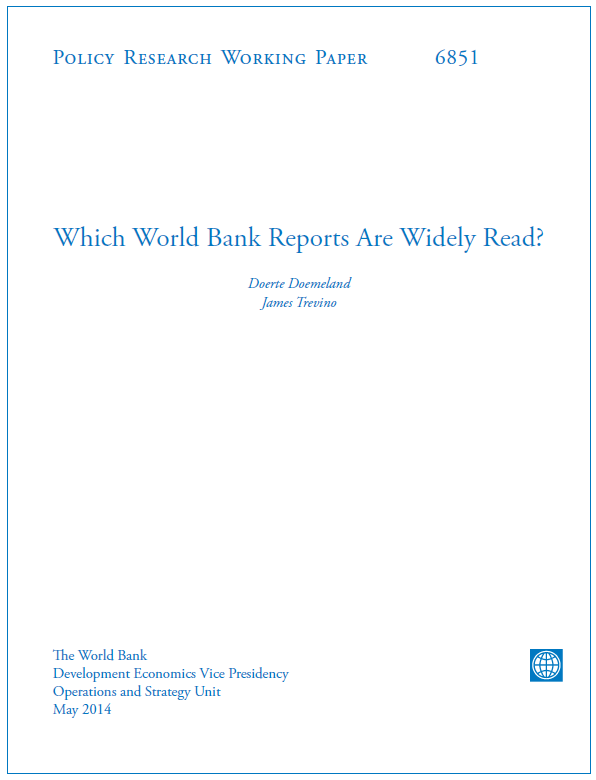 Policy Research Working Paper 6851
Which World Bank Reports Are Widely Read?
Doerte Doemeland
James Trevino
The World Bank
Development Economics Vice Presidency
Operations and Strategy Unit
May 2014